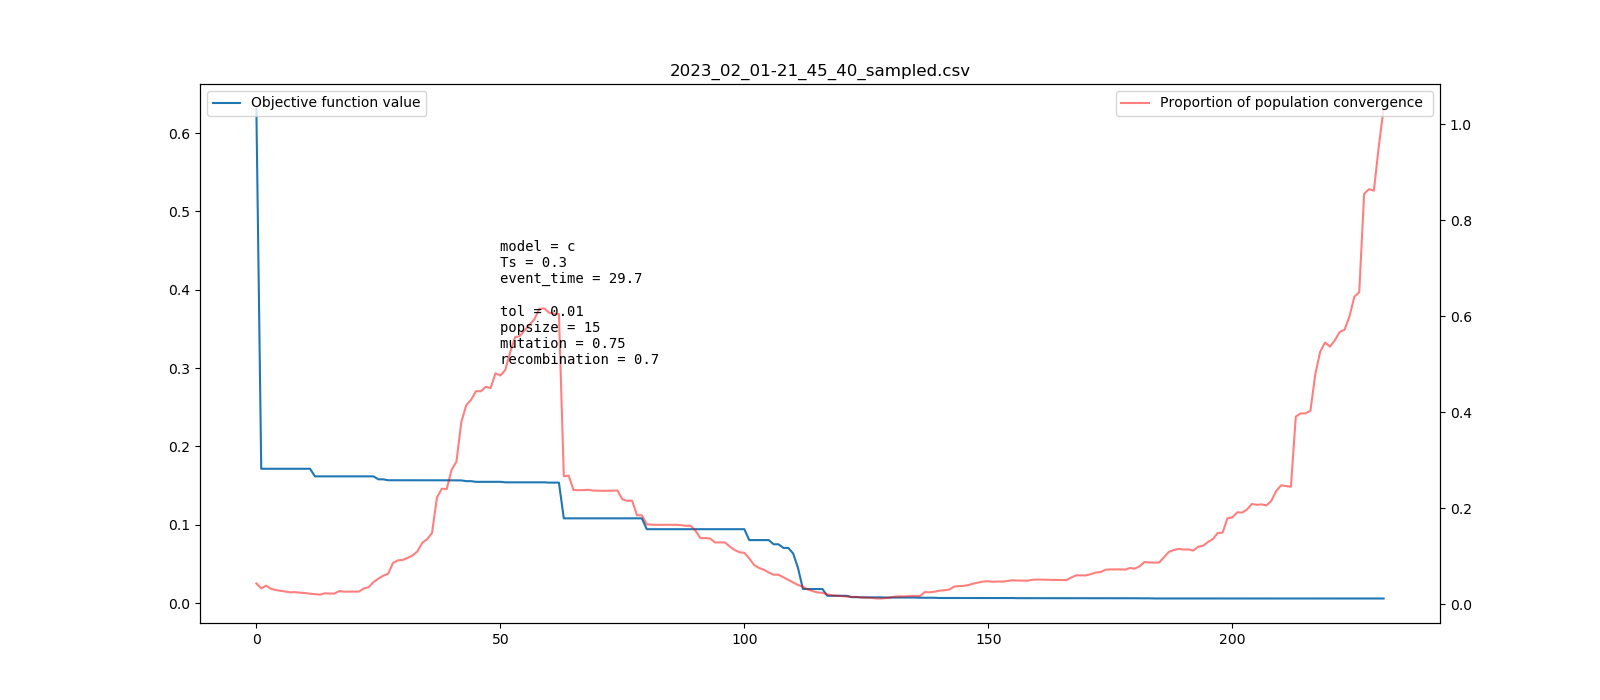 2023_02_01-21_45_40_sampled.csv
Objective function value
Proportion of population convergence
0.6
0.5
0.4
0.3
0.2
0.1
0.0
model = c
Ts = 0.3
event_time = 29.7
tol = 0.01
popsize = 15
mutation = 0.75
recombination = 0.7
1.0
0.8
0.6
0.4
0.2
0.0
0
50
100
150
200